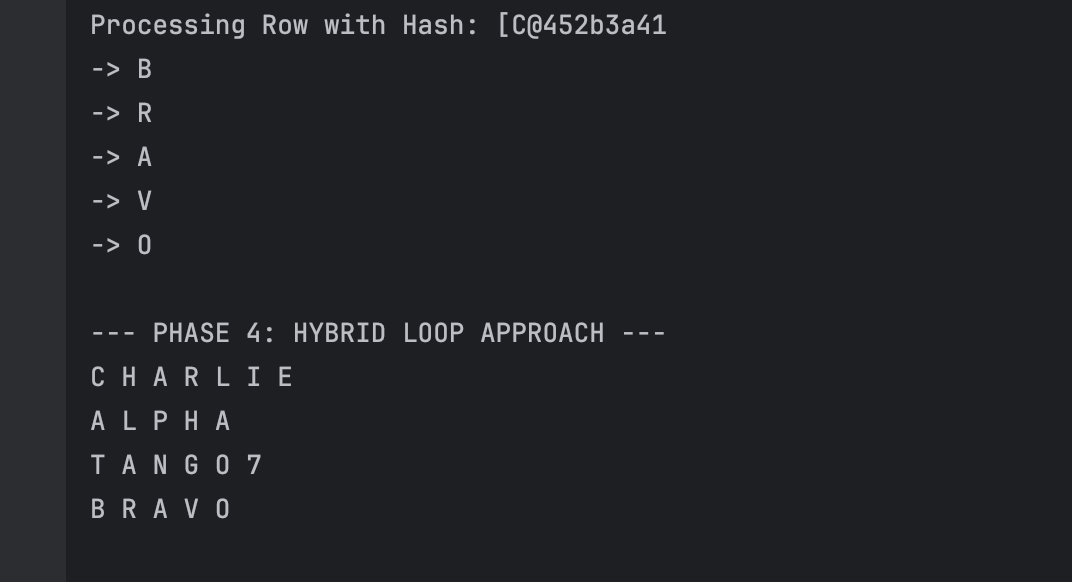 Processing Row with Hash: [C@452b3a41
-> B
-> R
-> A
-> V
-> O
--- PHASE 4: HYBRID LOOP APPROACH ---
C H A R L I E
A L P H A
T A N G O 7
B R A V O